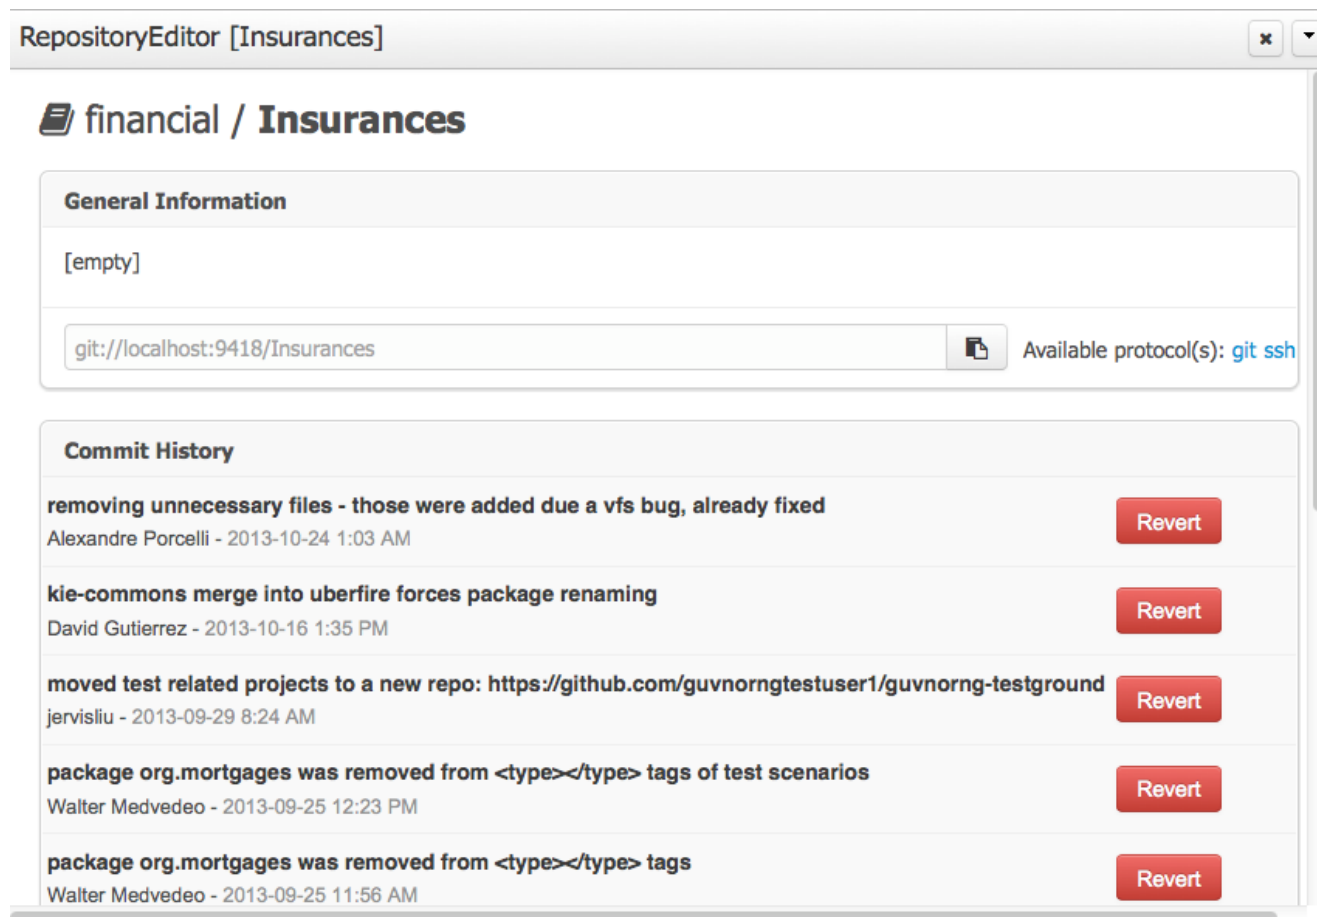 RepositoryEditor [Insurances]
financial / Insurances
General Information
[empty]
git://localhost:9418/Insurances
Available protocol(s): git ssh
Commit History
removing unnecessary files - those were added due a vfs bug, already fixed
Alexandre Porcelli - 2013-10-24 1:03 AM
Revert
kie-commons merge into uberfire forces package renaming
David Gutierrez - 2013-10-16 1:35 PM
Revert
moved test related projects to a new repo: https://github.com/guvnorngtestuser1/guvnorng-testground
jervisliu - 2013-09-29 8:24 AM
Revert
package org.mortgages was removed from <type></type> tags of test scenarios
Walter Medvedeo - 2013-09-25 12:23 PM
Revert
package org.mortgages was removed from <type></type> tags
Walter Medvedeo - 2013-09-25 11:56 AM
Revert